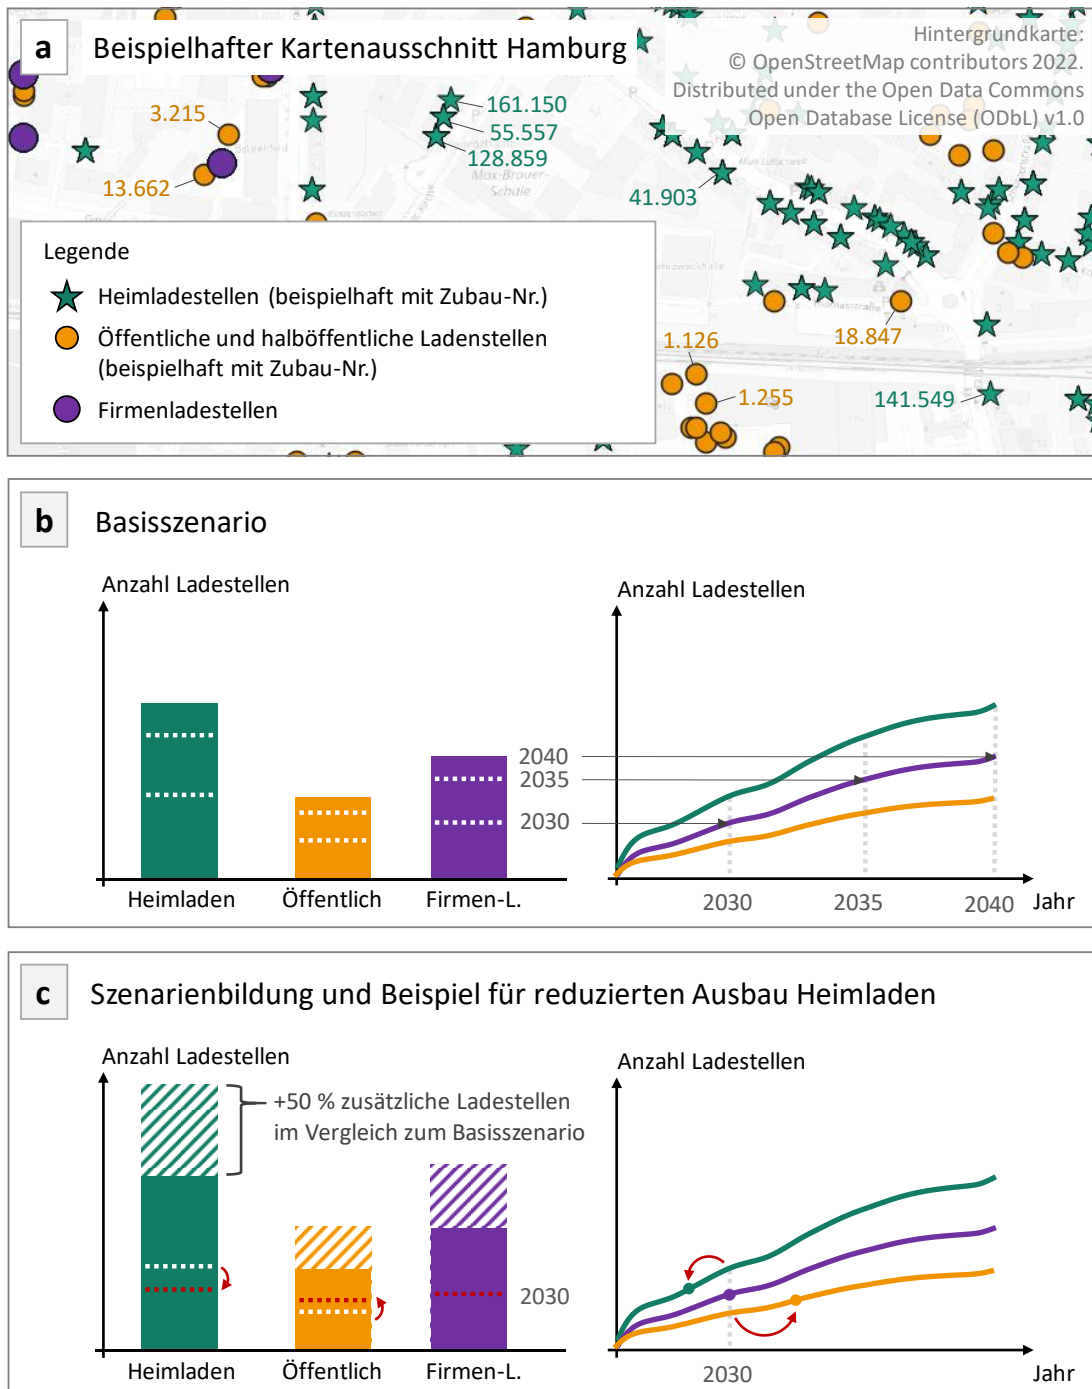 a Beispielhafter Kartenausschnitt Hamburg
Hintergrundkarte:
© OpenStreetMap contributors 2022.
Distributed under the Open Data Commons
Open Database License (ODbL) v1.0
3.215
13.662
161.150
55.557
128.859
41.903
Max-Brauer-
Schule
Legende
Heimladestellen (beispielhaft mit Zubau-Nr.)
Öffentliche und halböffentliche Ladenstellen
(beispielhaft mit Zubau-Nr.)
Firmenladestellen
1.126
18.847
1.255
141.549
b Basisszenario
Anzahl Ladestellen
2040
2035
2030
Heimladen Öffentlich Firmen-L.
Anzahl Ladestellen
2030 2035 2040 Jahr
c Szenarienbildung und Beispiel für reduzierten Ausbau Heimladen
Anzahl Ladestellen
+50 % zusätzliche Ladestellen
im Vergleich zum Basisszenario
2030
Heimladen Öffentlich Firmen-L.
Anzahl Ladestellen
2030 Jahr